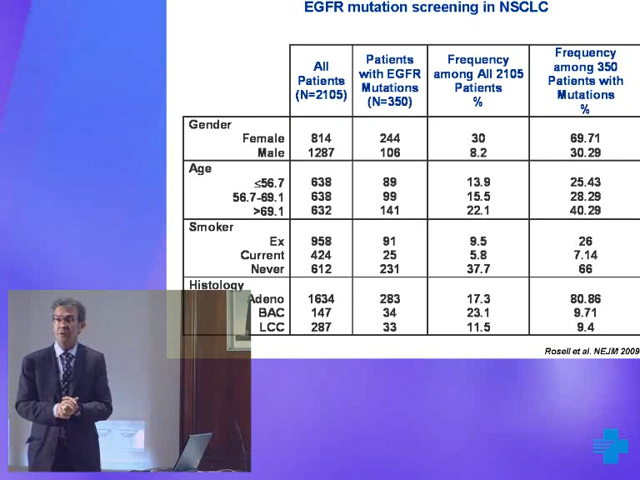 EGFR mutation screening in NSCLC
All Patients (N=2105) Patients with EGFR Mutations (N=350) Frequency among All 2105 Patients % Frequency among 350 Patients with Mutations %
Gender
Female 814 244 30 69.71
Male 1287 106 8.2 30.29
Age
≤56.7 638 89 13.9 25.43
56.7-69.1 638 99 15.5 28.29
>69.1 632 141 22.1 40.29
Smoker
Ex 958 91 9.5 26
Current 424 25 5.8 7.14
Never 612 231 37.7 66
Histology
Adeno 1634 283 17.3 80.86
BAC 147 34 23.1 9.71
LCC 287 33 11.5 9.4
Rosell et al. NEJM 2009